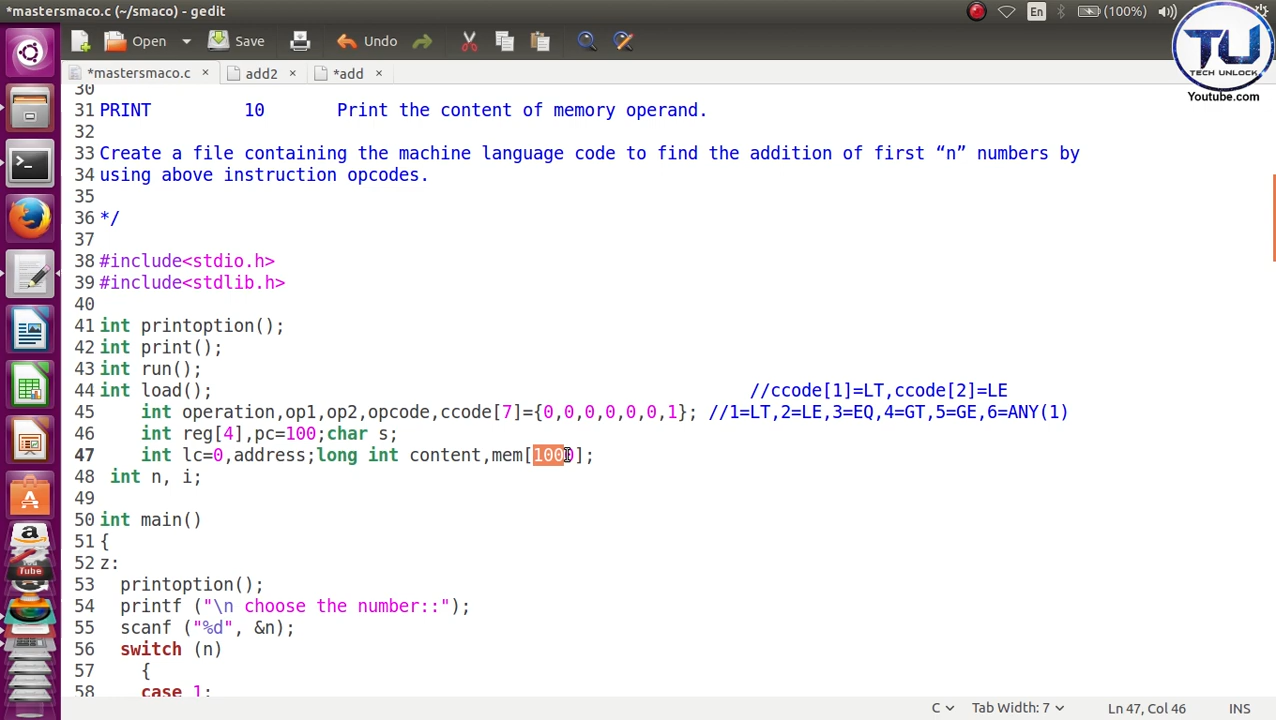 *mastersmaco.c (~/smaco) - gedit
En (100%)
Open Save Undo
TU
TECH UNLOCK
Youtube.com
*mastersmaco.c × add2 × *add ×
30
31 PRINT 10 Print the content of memory operand.
32
33 Create a file containing the machine language code to find the addition of first “n” numbers by
34 using above instruction opcodes.
35
36 */
37
38 #include<stdio.h>
39 #include<stdlib.h>
40
41 int printoption();
42 int print();
43 int run();
44 int load(); //ccode[1]=LT,ccode[2]=LE
45 int operation,op1,op2,opcode,ccode[7]={0,0,0,0,0,0,1}; //1=LT,2=LE,3=EQ,4=GT,5=GE,6=ANY(1)
46 int reg[4],pc=100;char s;
47 int lc=0,address;long int content,mem[1000];
48 int n, i;
49
50 int main()
51 {
52 z:
53 printoption();
54 printf ("\n choose the number::");
55 scanf ("%d", &n);
56 switch (n)
57 {
58 case 1:
C Tab Width: 7 Ln 47, Col 46 INS